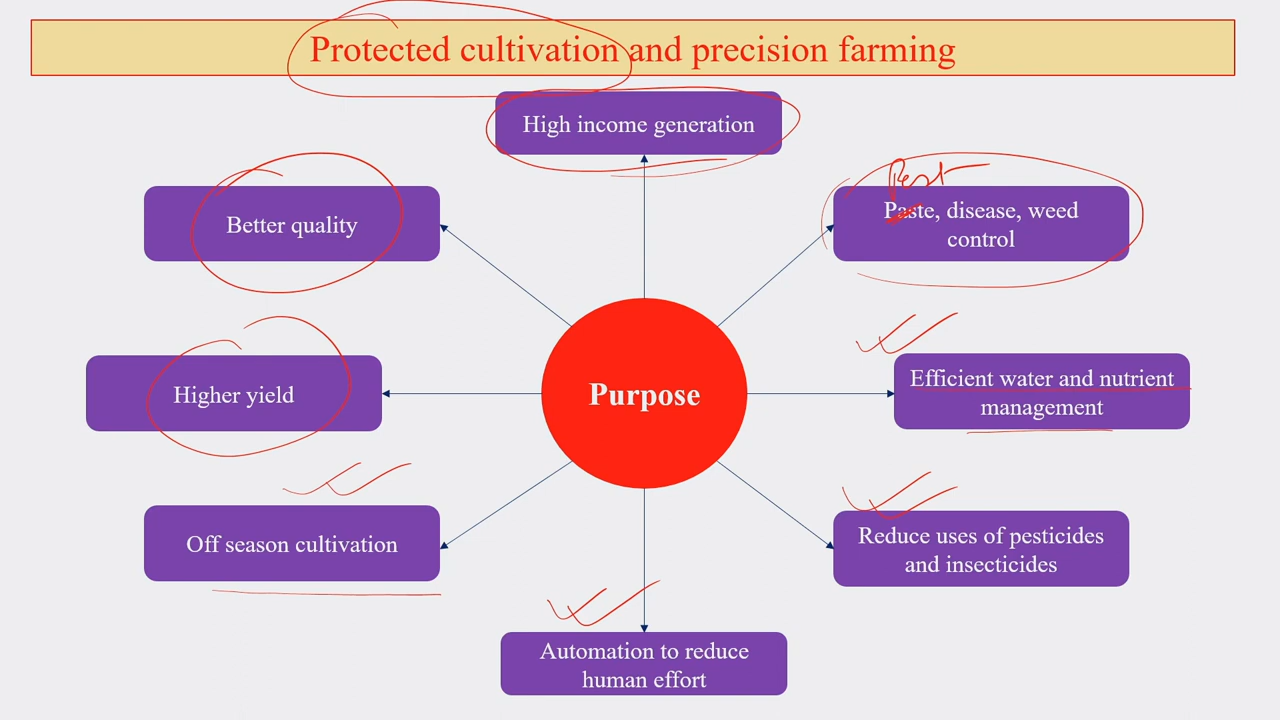 Protected cultivation and precision farming
High income generation
Better quality
Pest
Paste, disease, weed
control
Higher yield
Purpose
Efficient water and nutrient
management
Off season cultivation
Reduce uses of pesticides
and insecticides
Automation to reduce
human effort